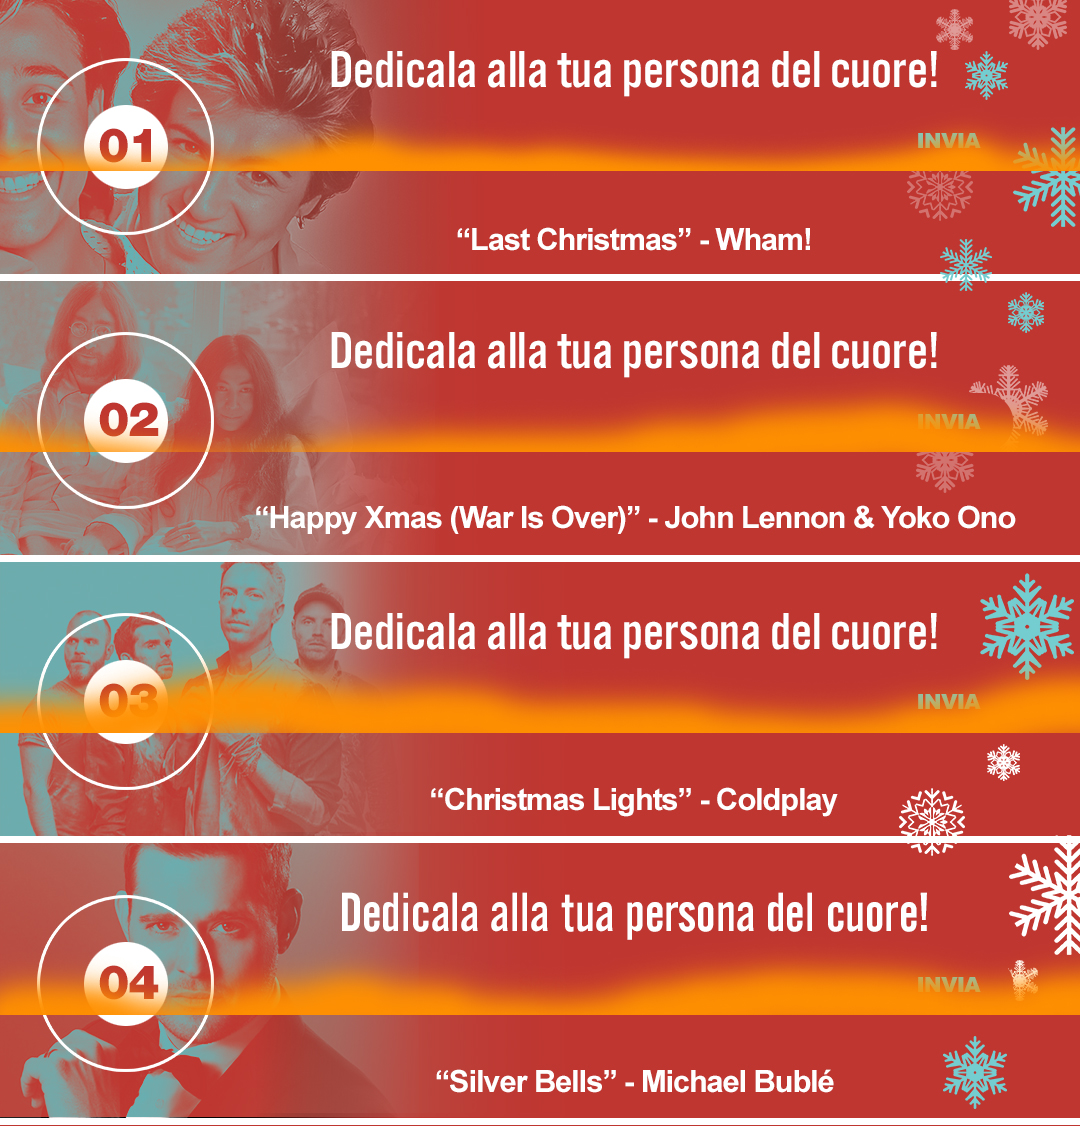 Dedicala alla tua persona del cuore!
01
INVIA
“Last Christmas” - Wham!
Dedicala alla tua persona del cuore!
02
INVIA
“Happy Xmas (War Is Over)” - John Lennon & Yoko Ono
Dedicala alla tua persona del cuore!
03
INVIA
“Christmas Lights” - Coldplay
Dedicala alla tua persona del cuore!
04
INVIA
“Silver Bells” - Michael Bublé